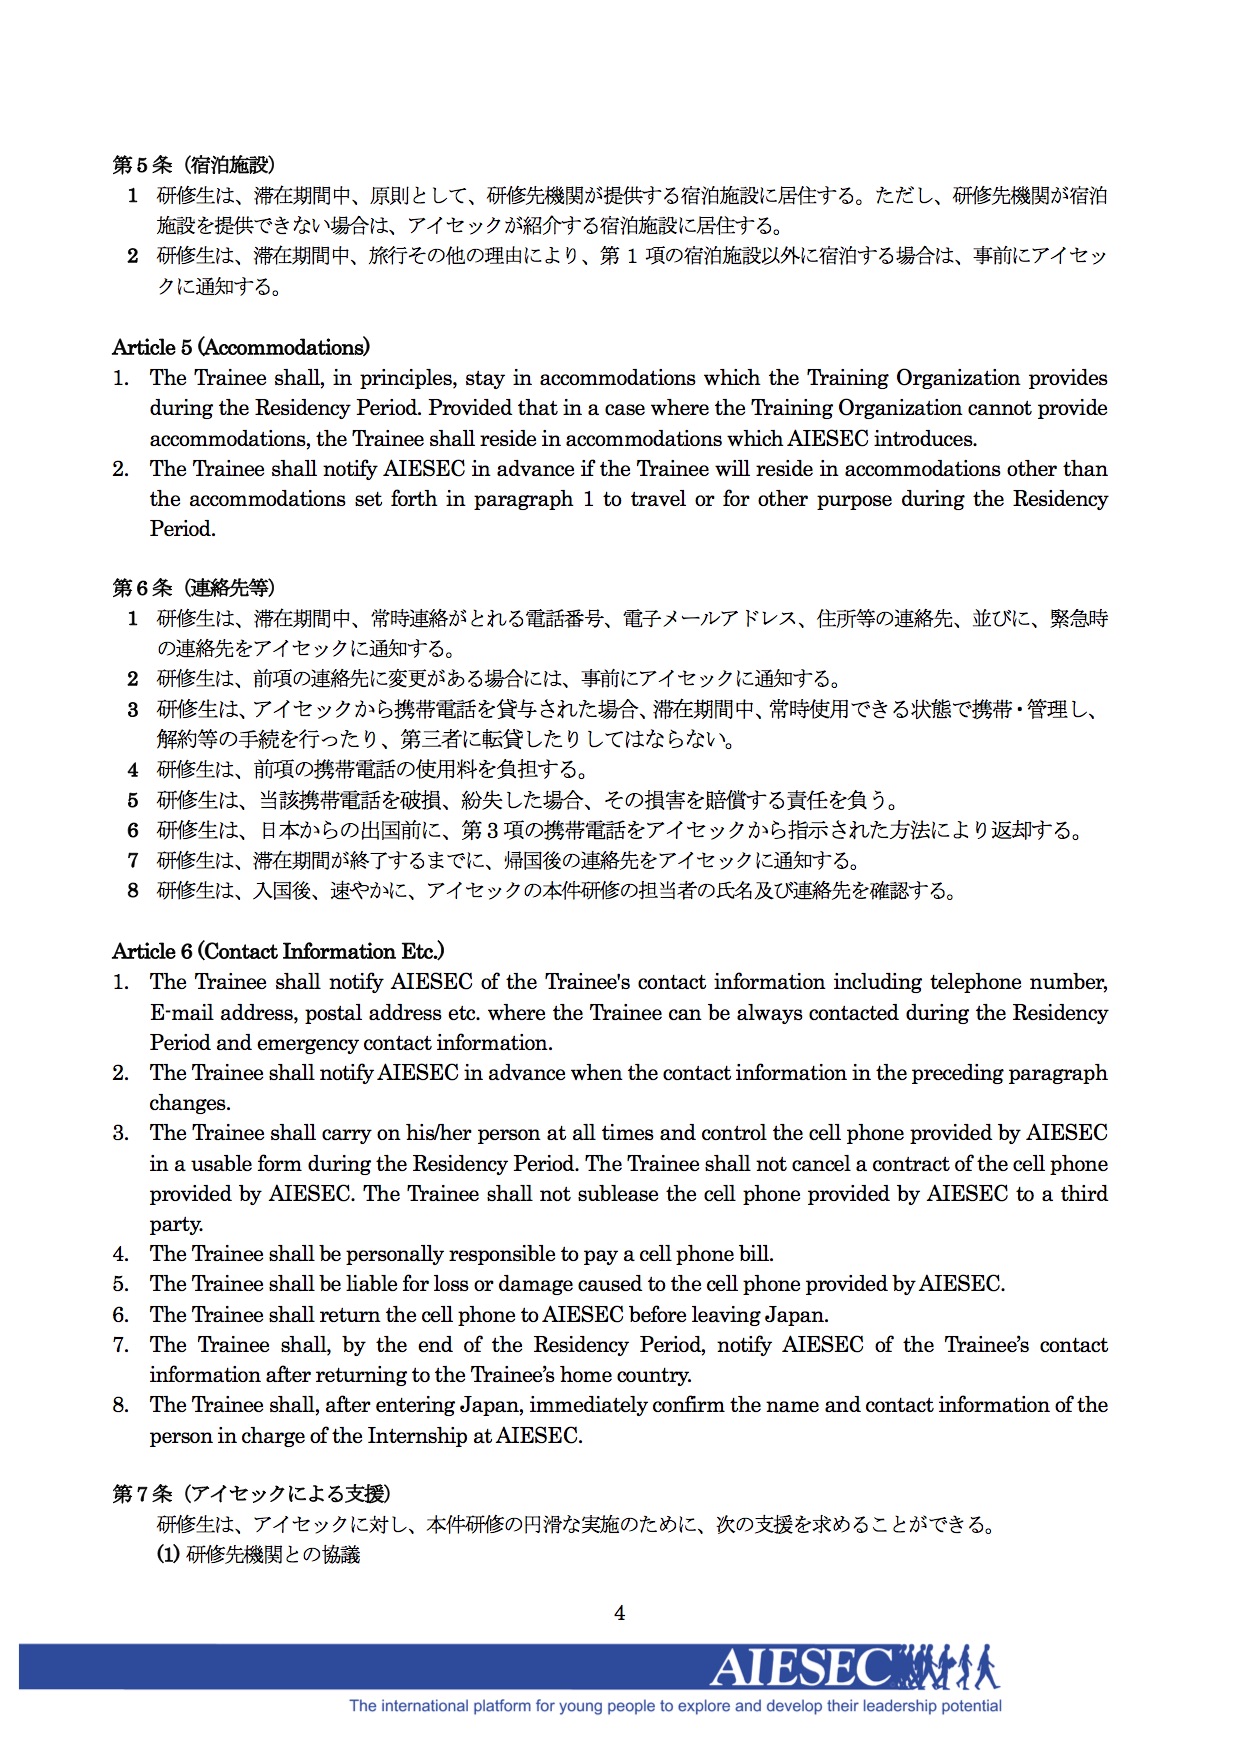 第 5 条（宿泊施設）
1 研修生は、滞在期間中、原則として、研修先機関が提供する宿泊施設に居住する。ただし、研修先機関が宿泊
施設を提供できない場合は、アイセックが紹介する宿泊施設に居住する。
2 研修生は、滞在期間中、旅行その他の理由により、第 1 項の宿泊施設以外に宿泊する場合は、事前にアイセッ
クに通知する。
Article 5 (Accommodations)
1. The Trainee shall, in principles, stay in accommodations which the Training Organization provides
during the Residency Period. Provided that in a case where the Training Organization cannot provide
accommodations, the Trainee shall reside in accommodations which AIESEC introduces.
2. The Trainee shall notify AIESEC in advance if the Trainee will reside in accommodations other than
the accommodations set forth in paragraph 1 to travel or for other purpose during the Residency
Period.
第 6 条（連絡先等）
1 研修生は、滞在期間中、常時連絡がとれる電話番号、電子メールアドレス、住所等の連絡先、並びに、緊急時
の連絡先をアイセックに通知する。
2 研修生は、前項の連絡先に変更がある場合には、事前にアイセックに通知する。
3 研修生は、アイセックから携帯電話を貸与された場合、滞在期間中、常時使用できる状態で携帯・管理し、
解約等の手続を行ったり、第三者に転貸したりしてはならない。
4 研修生は、前項の携帯電話の使用料を負担する。
5 研修生は、当該携帯電話を破損、紛失した場合、その損害を賠償する責任を負う。
6 研修生は、日本からの出国前に、第 3 項の携帯電話をアイセックから指示された方法により返却する。
7 研修生は、滞在期間が終了するまでに、帰国後の連絡先をアイセックに通知する。
8 研修生は、入国後、速やかに、アイセックの本件研修の担当者の氏名及び連絡先を確認する。
Article 6 (Contact Information Etc.)
1. The Trainee shall notify AIESEC of the Trainee's contact information including telephone number,
E-mail address, postal address etc. where the Trainee can be always contacted during the Residency
Period and emergency contact information.
2. The Trainee shall notify AIESEC in advance when the contact information in the preceding paragraph
changes.
3. The Trainee shall carry on his/her person at all times and control the cell phone provided by AIESEC
in a usable form during the Residency Period. The Trainee shall not cancel a contract of the cell phone
provided by AIESEC. The Trainee shall not sublease the cell phone provided by AIESEC to a third
party.
4. The Trainee shall be personally responsible to pay a cell phone bill.
5. The Trainee shall be liable for loss or damage caused to the cell phone provided by AIESEC.
6. The Trainee shall return the cell phone to AIESEC before leaving Japan.
7. The Trainee shall, by the end of the Residency Period, notify AIESEC of the Trainee’s contact
information after returning to the Trainee’s home country.
8. The Trainee shall, after entering Japan, immediately confirm the name and contact information of the
person in charge of the Internship at AIESEC.
第 7 条（アイセックによる支援）
研修生は、アイセックに対し、本件研修の円滑な実施のために、次の支援を求めることができる。
(1) 研修先機関との協議
4
AIESEC
The international platform for young people to explore and develop their leadership potential